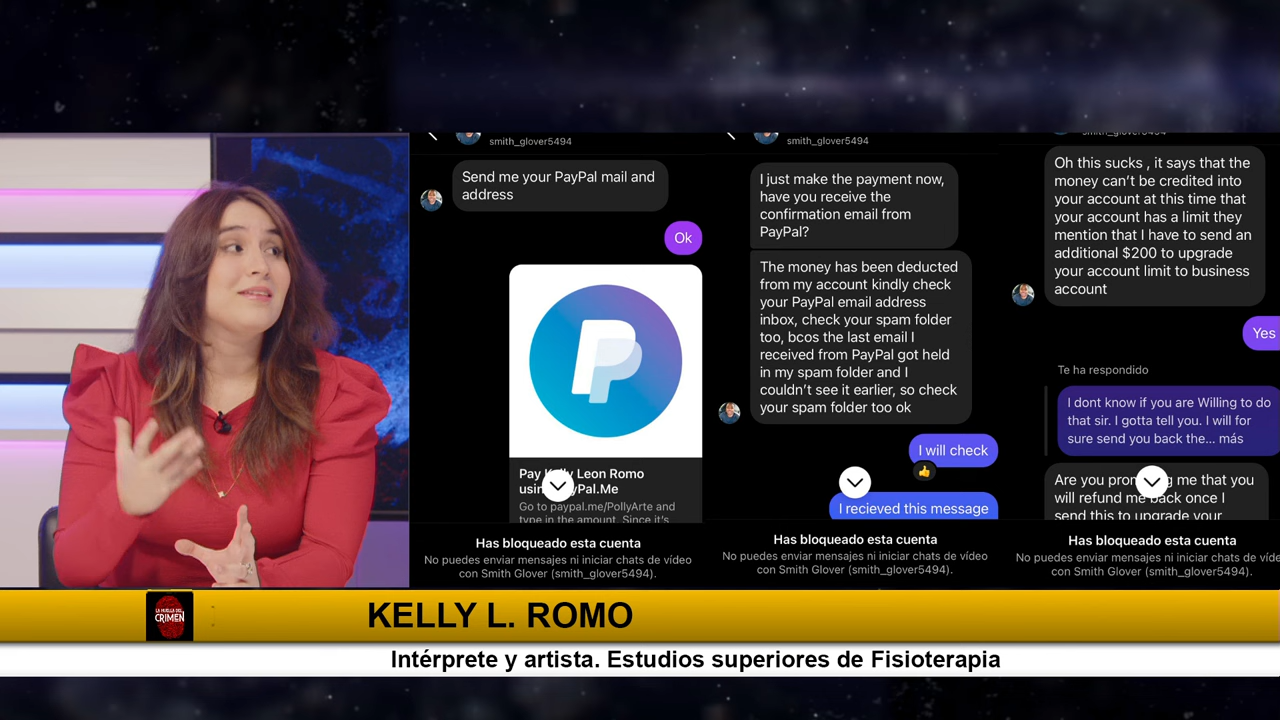 smith_glover5494
Send me your PayPal mail and
address
Ok
Pay Kelly Leon Romo
using PayPal.Me
Go to paypal.me/PollyArte and
type in the amount. Since it's
Has bloqueado esta cuenta
No puedes enviar mensajes ni iniciar chats de vídeo
con Smith Glover (smith_glover5494).
smith_glover5494
I just make the payment now,
have you receive the
confirmation email from
PayPal?
The money has been deducted
from my account kindly check
your PayPal email address
inbox, check your spam folder
too, bcos the last email I
received from PayPal got held
in my spam folder and I
couldn't see it earlier, so check
your spam folder too ok
I will check
I recieved this message
Has bloqueado esta cuenta
No puedes enviar mensajes ni iniciar chats de vídeo
con Smith Glover (smith_glover5494).
smith_glover5494
Oh this sucks , it says that the
money can't be credited into
your account at this time that
your account has a limit they
mention that I have to send an
additional $200 to upgrade
your account limit to business
account
Yes
Te ha respondido
I dont know if you are Willing to do
that sir. I gotta tell you. I will for
sure send you back the... más
Are you promising me that you
will refund me back once I
send this to upgrade your
Has bloqueado esta cuenta
No puedes enviar mensajes ni iniciar chats de vídeo
con Smith Glover (smith_glover5494).
LA HUELLA DEL
CRIMEN
KELLY L. ROMO
Intérprete y artista. Estudios superiores de Fisioterapia